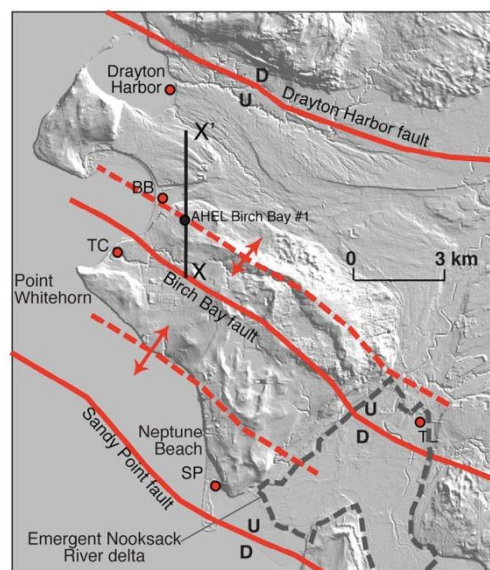 Drayton
Harbor
D
U
Drayton Harbor fault
X'
BB
AHEL Birch Bay #1
TC
X
0
3 km
Point
Whitehorn
Birch Bay fault
Sandy Point fault
Neptune
Beach
SP
U
D
TL
U
D
Emergent Nooksack
River delta